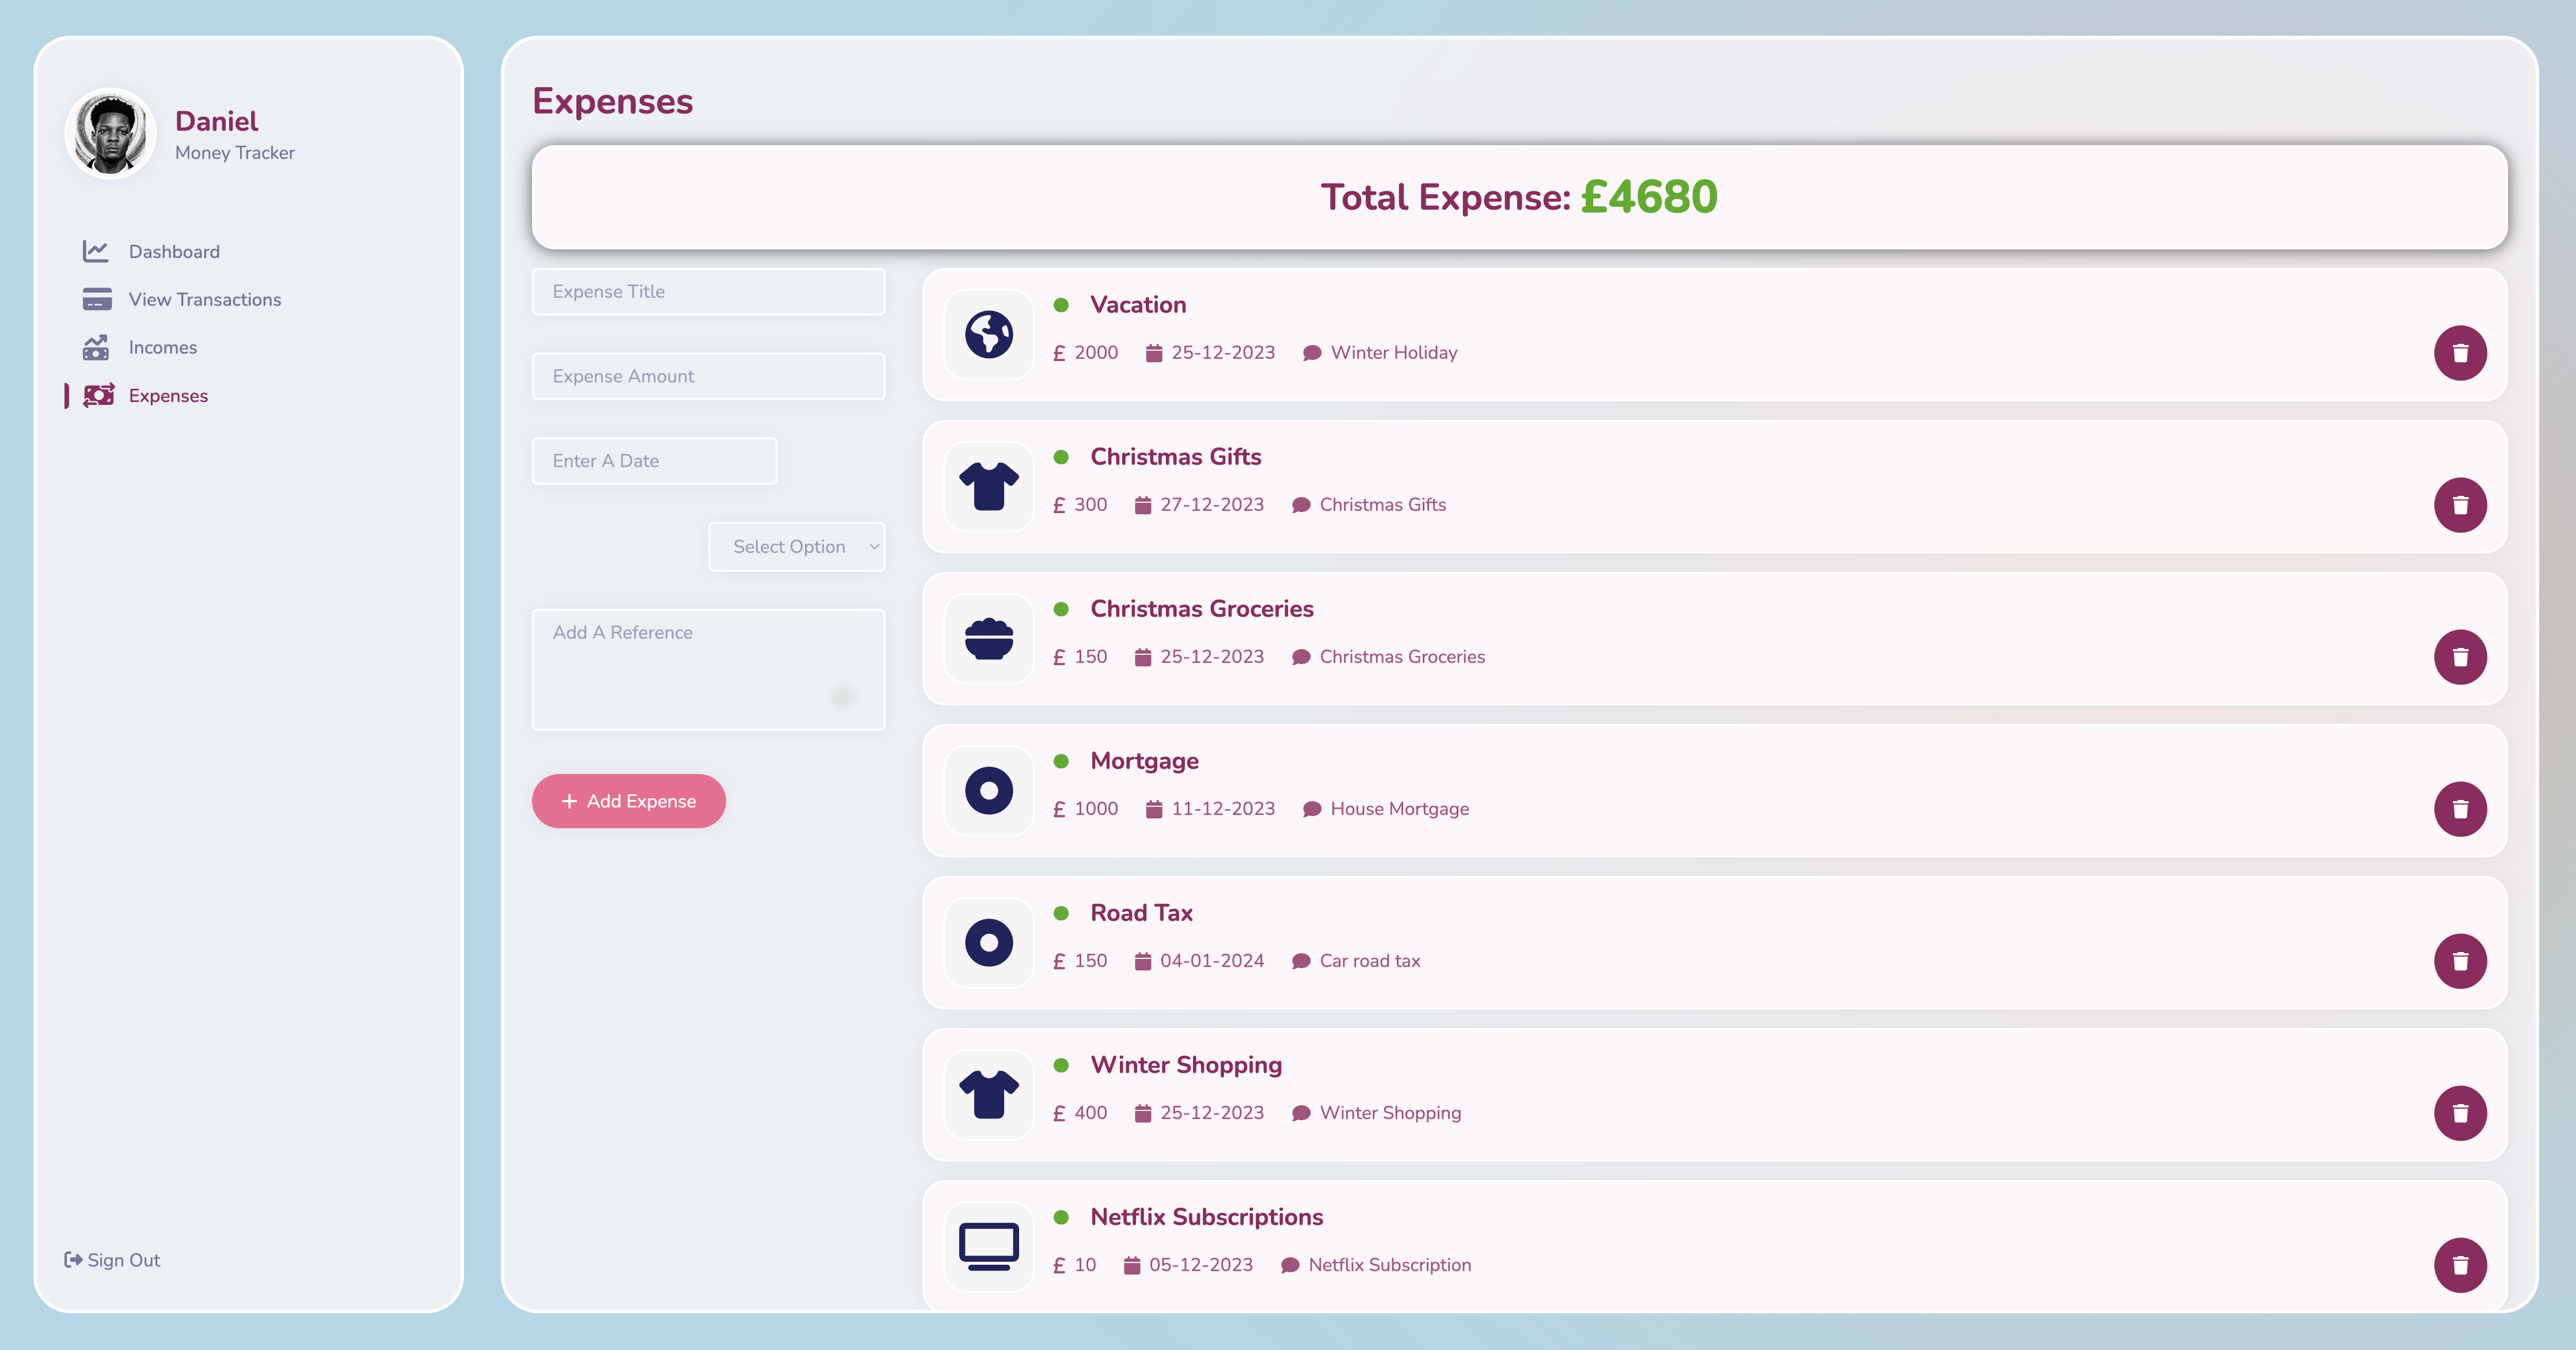 Daniel
Money Tracker
Dashboard
View Transactions
Incomes
Expenses
Sign Out
Expenses
Total Expense: £4680
Expense Title
Expense Amount
Enter A Date
Select Option
Add A Reference
+ Add Expense
Vacation
£ 2000 25-12-2023 Winter Holiday
Christmas Gifts
£ 300 27-12-2023 Christmas Gifts
Christmas Groceries
£ 150 25-12-2023 Christmas Groceries
Mortgage
£ 1000 11-12-2023 House Mortgage
Road Tax
£ 150 04-01-2024 Car road tax
Winter Shopping
£ 400 25-12-2023 Winter Shopping
Netflix Subscriptions
£ 10 05-12-2023 Netflix Subscription